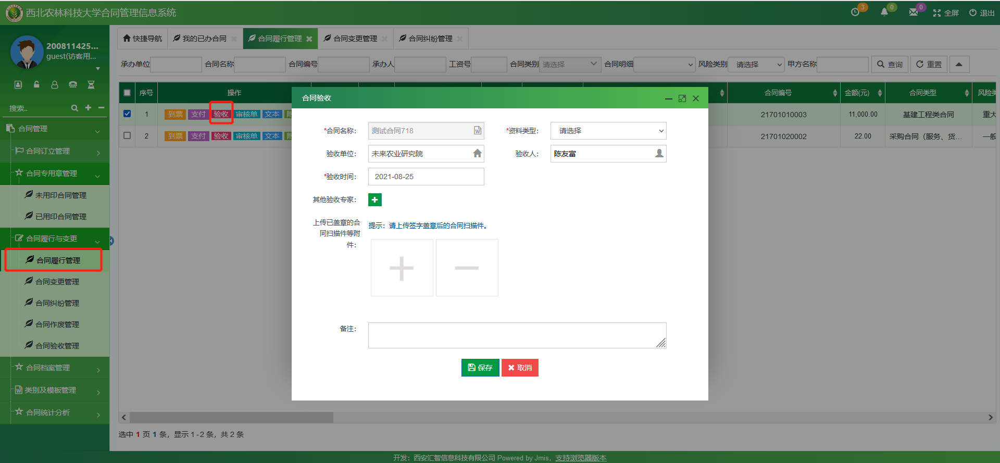 西北农林科技大学合同管理信息系统
3
0
0
全屏
退出
200811425...
guest(访客用...
搜索..
合同管理
合同订立管理
合同专用章管理
未用印合同管理
已用印合同管理
合同履行与变更
合同履行管理
合同变更管理
合同纠纷管理
合同作废管理
合同验收管理
合同档案管理
类别及模板管理
合同统计分析
快捷导航
我的已办合同
合同履行管理
合同变更管理
合同纠纷管理
承办单位
合同名称
合同编号
承办人
工资号
合同类别
请选择
合同明细
风险类别
请选择
甲方名称
查询
重置
序号
操作
合同编号
金额(元)
合同类型
风险类
1
到票
支付
验收
审核单
文本
21701010003
11,000.00
基建工程类合同
重大
2
到票
支付
验收
审核单
文本
21701020002
22.00
采购合同（服务、货...
一般
合同验收
*合同名称：
测试合同718
*资料类型：
请选择
验收单位：
未来农业研究院
验收人：
陈友富
*验收时间：
2021-08-25
其他验收专家：
上传已盖章的合
同扫描件等附
件：
提示：请上传签字盖章后的合同扫描件。
备注：
保存
取消
选中 1 页 1 条，显示 1 - 2 条，共 2 条
开发：西安汇智信息科技有限公司 Powered by Jmis，支持浏览器版本